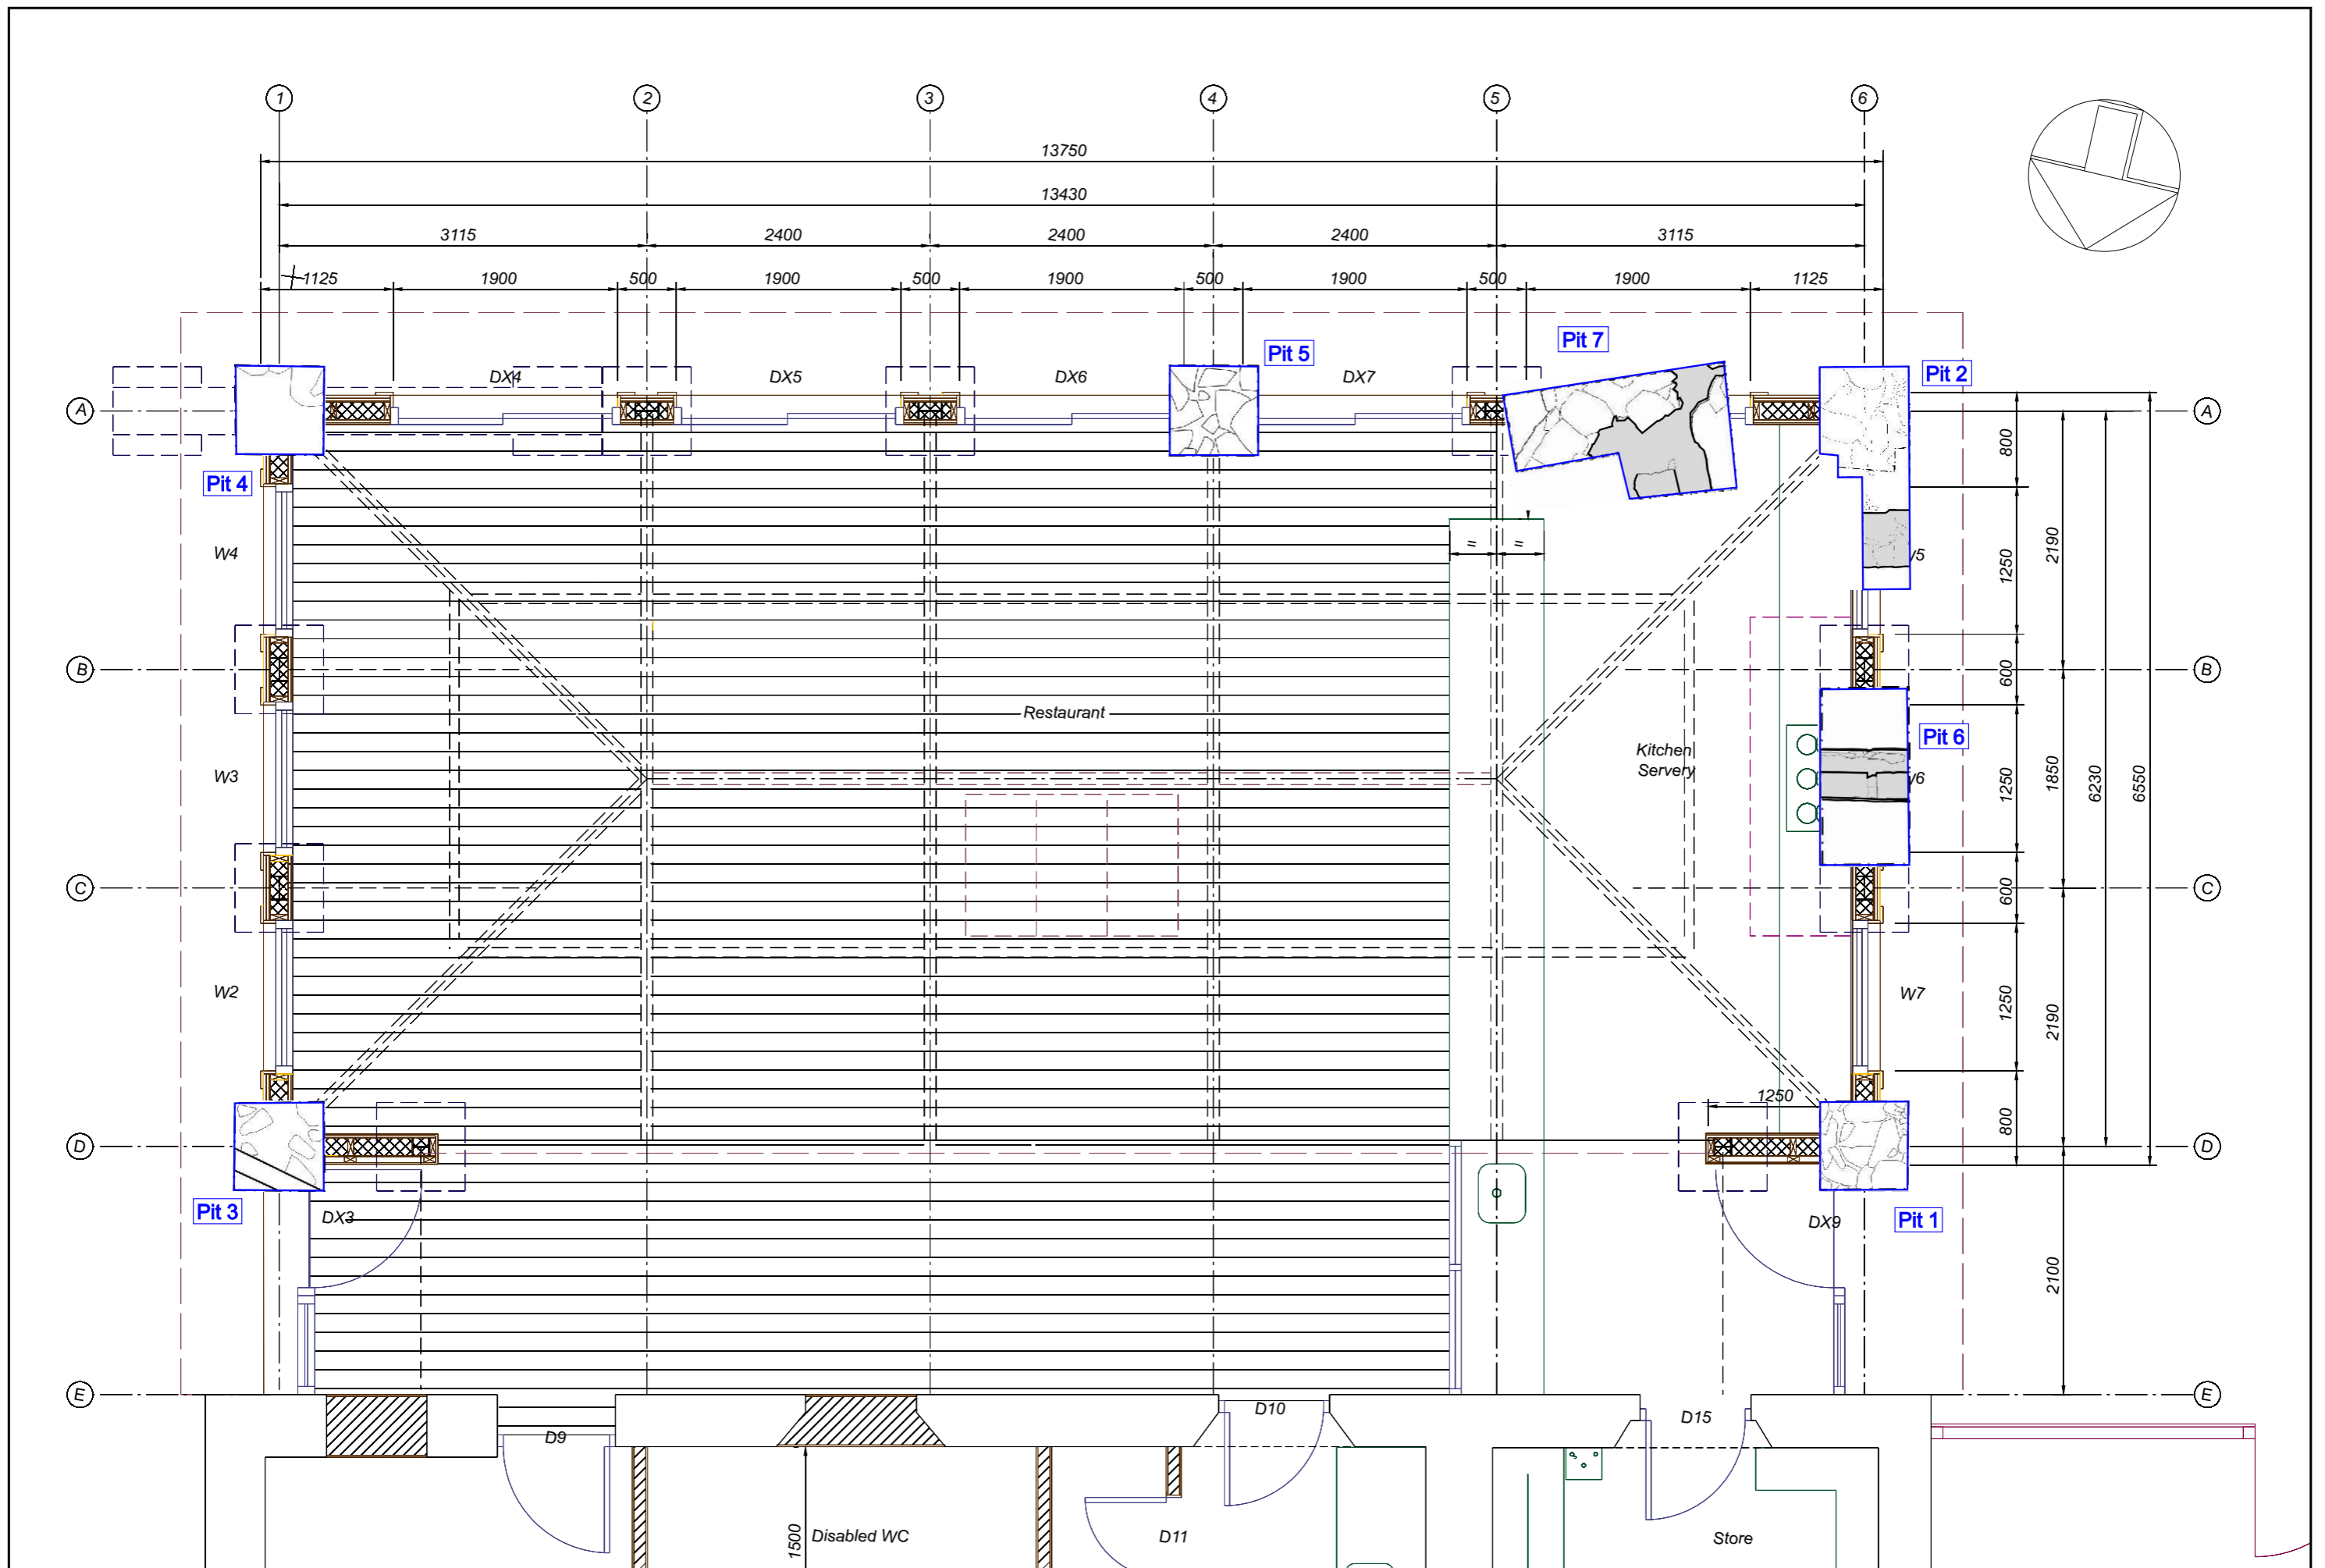 1 2 3 4 5 6
13750
13430
3115 2400 2400 2400 3115
1125 1900 500 1900 500 1900 500 1900 500 1900 1125
Pit 7
Pit 5
Pit 2
DX4 DX5 DX6 DX7
A A
800
Pit 4
W4
= =
/5
1250
2190
B B
600
Restaurant
Pit 6
Kitchen
Servery
W3
/6
1250
1850
6230
6550
C C
600
W2
W7
1250
2190
1250
800
D D
Pit 3
DX3
DX9
Pit 1
2100
E E
D9
D10
D15
1500
Disabled WC
D11
Store